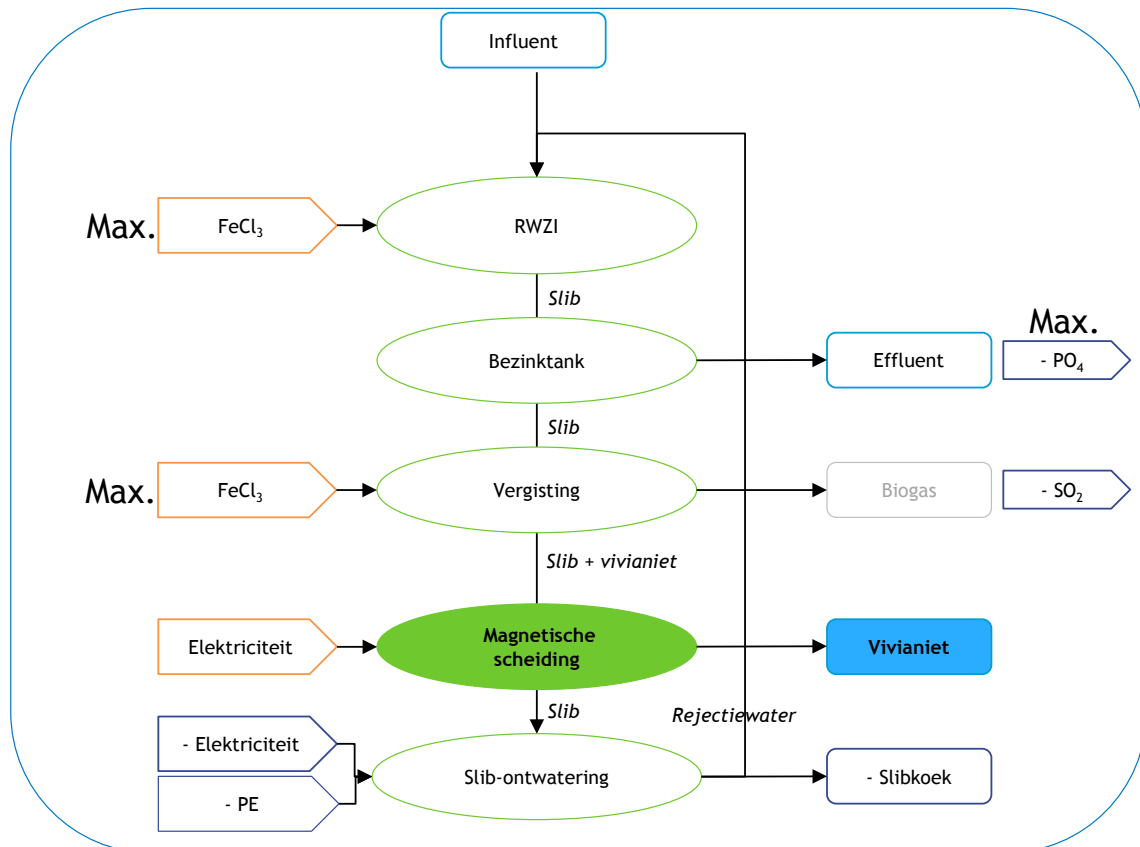 Influent
Max.
FeCl₃
RWZI
Slib
Max.
Bezinktank
Effluent
- PO₄
Slib
Max.
FeCl₃
Vergisting
Biogas
- SO₂
Slib + vivianiet
Elektriciteit
Magnetische
scheiding
Vivianiet
Slib
Rejectiewater
- Elektriciteit
- PE
Slib-ontwatering
- Slibkoek